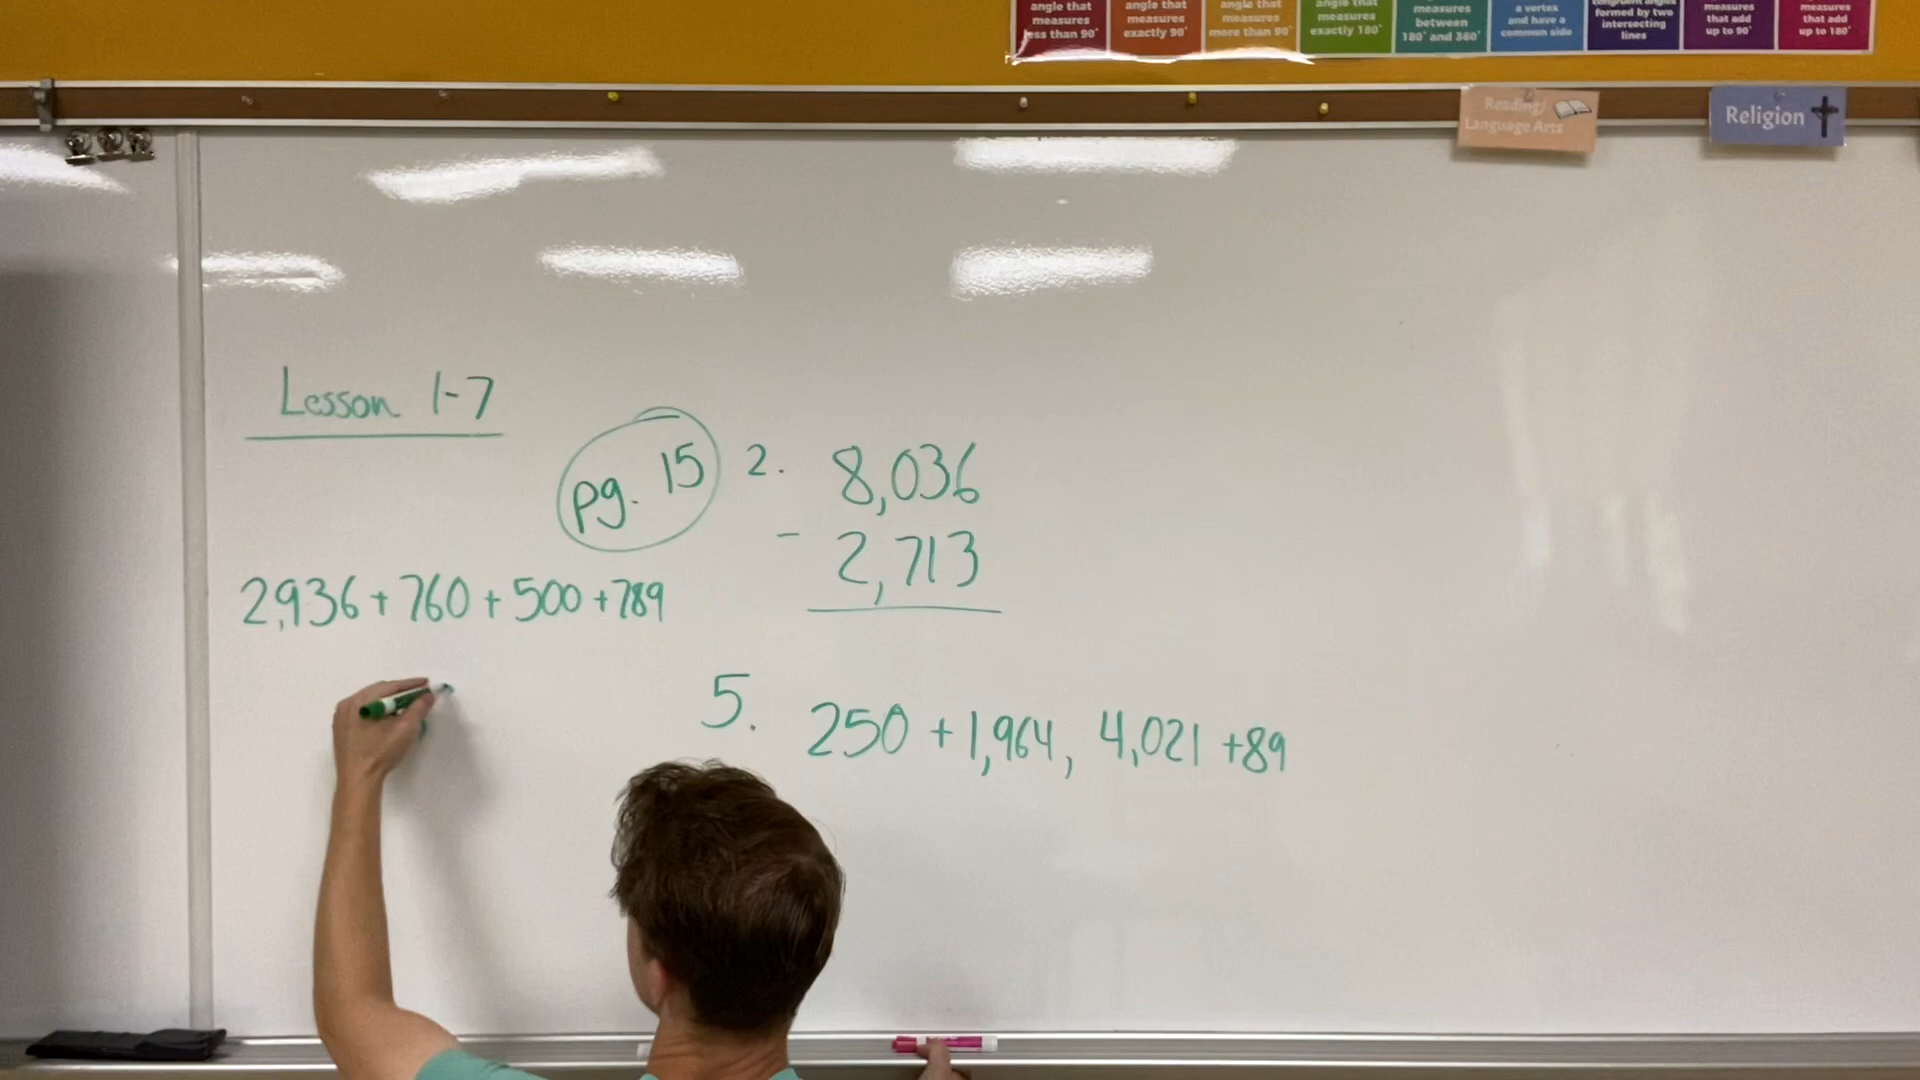 angle that measures less than 90°
angle that measures exactly 90°
angle that measures more than 90°
angle that measures exactly 180°
measures between 180° and 360°
a vertex and have a common side
congruent angles formed by two intersecting lines
measures that add up to 90°
measures that add up to 180°
Reading/
Language Arts
Religion
Lesson 1-7
pg. 15
2. 8,036
- 2,713
2,936 + 760 + 500 + 789
5. 250 + 1,964, 4,021 + 89